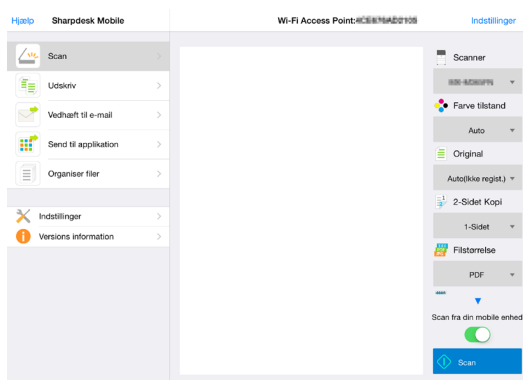 Hjælp
Sharpdesk Mobile
Wi-Fi Access Point:
Indstillinger
Scan
Udskriv
Vedhæft til e-mail
Send til applikation
Organiser filer
Indstillinger
Versions information
Scanner
Farve tilstand
Auto
Original
Auto(Ikke regist.)
2-Sidet Kopi
1-Sidet
Filstørrelse
PDF
Scan fra din mobile enhed
Scan